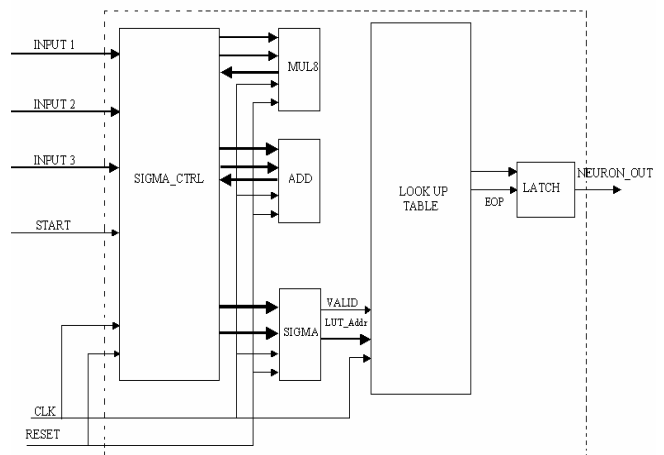 INPUT 1
MUL8
INPUT 2
INPUT 3
SIGMA_CTRL
ADD
LOOK UP
TABLE
NEURON_OUT
LATCH
EOP
START
VALID
SIGMA
LUT_Addr
CLK
RESET